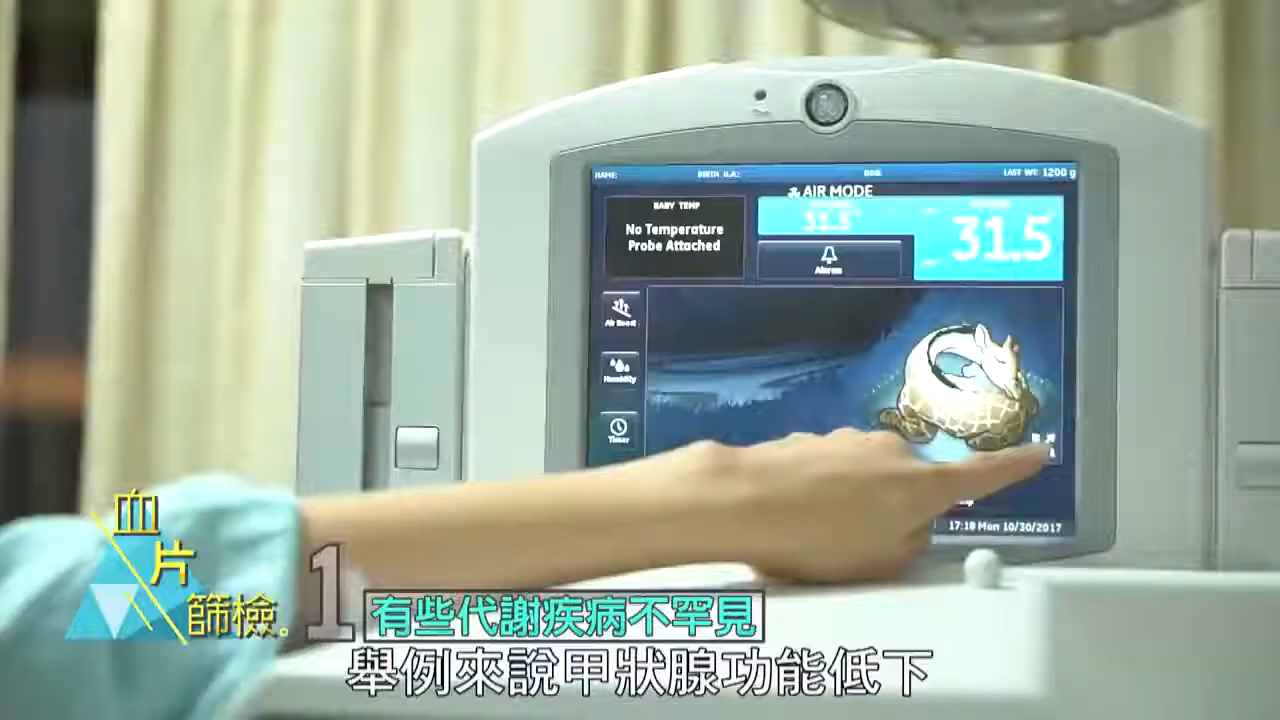 NAME:
BIRTH G.A.:
LAST WT: 1200 g
AIR MODE
BABY TEMP
No Temperature
Probe Attached
31.5
31.5
Alarms
Air Boost
Humidity
Timer
17:18 Mon 10/30/2017
血片
篩檢。
1
有些代謝疾病不罕見
舉例來說甲狀腺功能低下